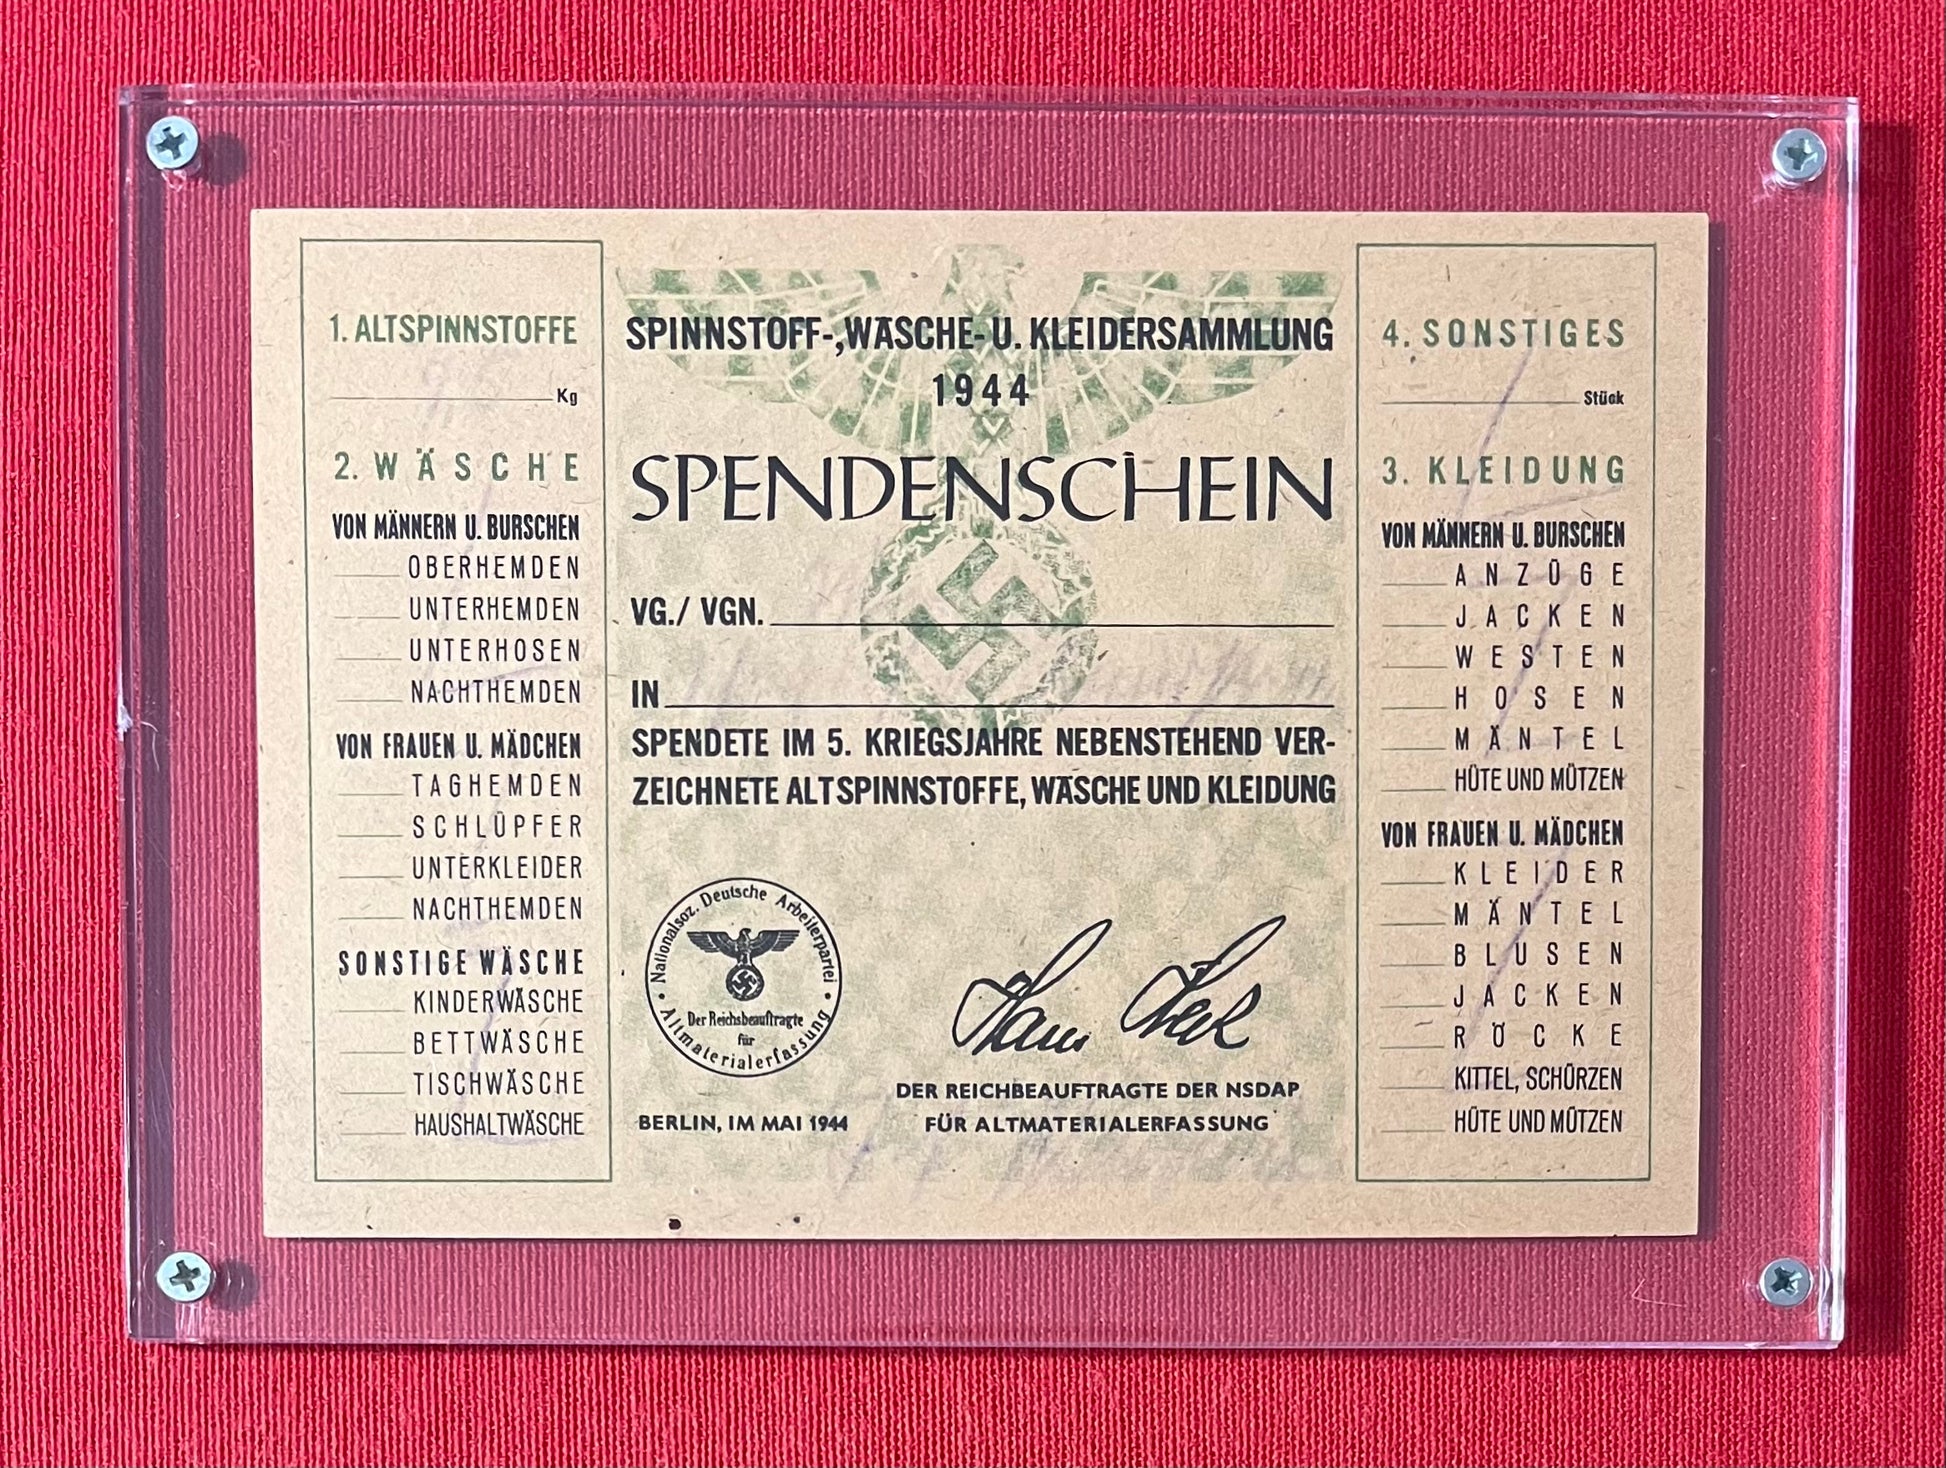 1. ALTSPINNSTOFFE
Kg
2. WÄSCHE
VON MÄNNERN U. BURSCHEN
OBERHEMDEN
UNTERHEMDEN
UNTERHOSEN
NACHTHEMDEN
VON FRAUEN U. MÄDCHEN
TAGHEMDEN
SCHLÜPFER
UNTERKLEIDER
NACHTHEMDEN
SONSTIGE WÄSCHE
KINDERWÄSCHE
BETTWÄSCHE
TISCHWÄSCHE
HAUSHALTWÄSCHE
SPINNSTOFF-,WÄSCHE-U. KLEIDERSAMMLUNG
1944
SPENDENSCHEIN
VG./ VGN.
IN
SPENDETE IM 5. KRIEGSJAHRE NEBENSTEHEND VER-
ZEICHNETE ALTSPINNSTOFFE, WÄSCHE UND KLEIDUNG
Nationalsoz. Deutsche Arbeiterpartei
Der Reichsbeauftragte
für
Altmaterialerfassung
BERLIN, IM MAI 1944
Hans Heck
DER REICHBEAUFTRAGTE DER NSDAP
FÜR ALTMATERIALERFASSUNG
4. SONSTIGES
Stück
3. KLEIDUNG
VON MÄNNERN U. BURSCHEN
ANZÜGE
JACKEN
WESTEN
HOSEN
MÄNTEL
HÜTE UND MÜTZEN
VON FRAUEN U. MÄDCHEN
KLEIDER
MÄNTEL
BLUSEN
JACKEN
RÖCKE
KITTEL, SCHÜRZEN
HÜTE UND MÜTZEN